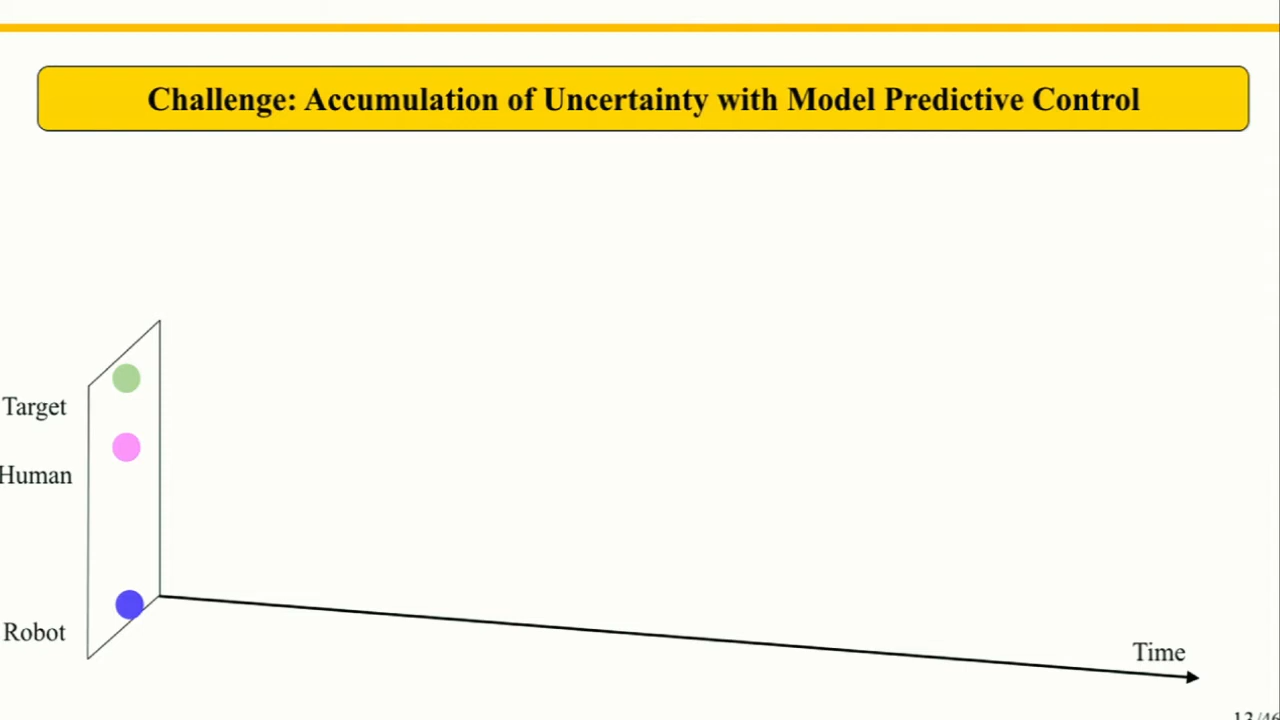 Challenge: Accumulation of Uncertainty with Model Predictive Control
Target
Human
Robot
Time